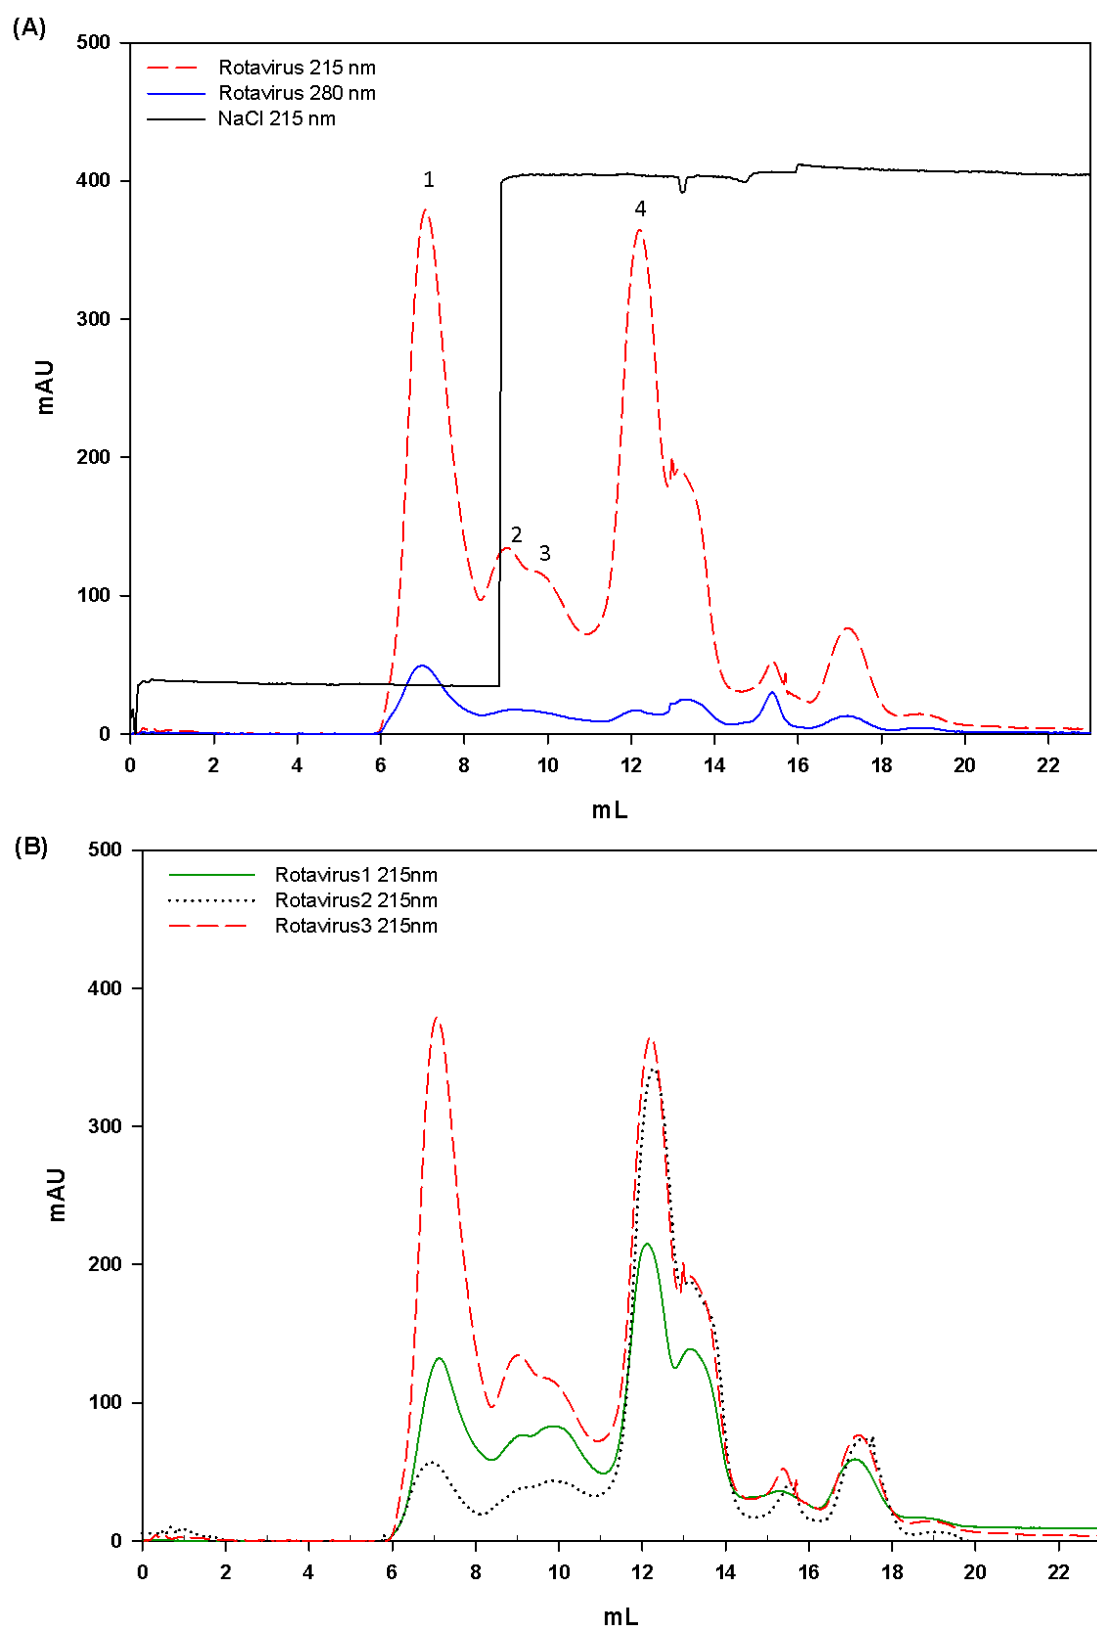 (A)
500
Rotavirus 215 nm
Rotavirus 280 nm
NaCl 215 nm
400
1
4
300
mAU
200
2
3
100
0
0 2 4 6 8 10 12 14 16 18 20 22
mL
(B)
500
Rotavirus1 215nm
Rotavirus2 215nm
Rotavirus3 215nm
400
300
mAU
200
100
0
0 2 4 6 8 10 12 14 16 18 20 22
mL